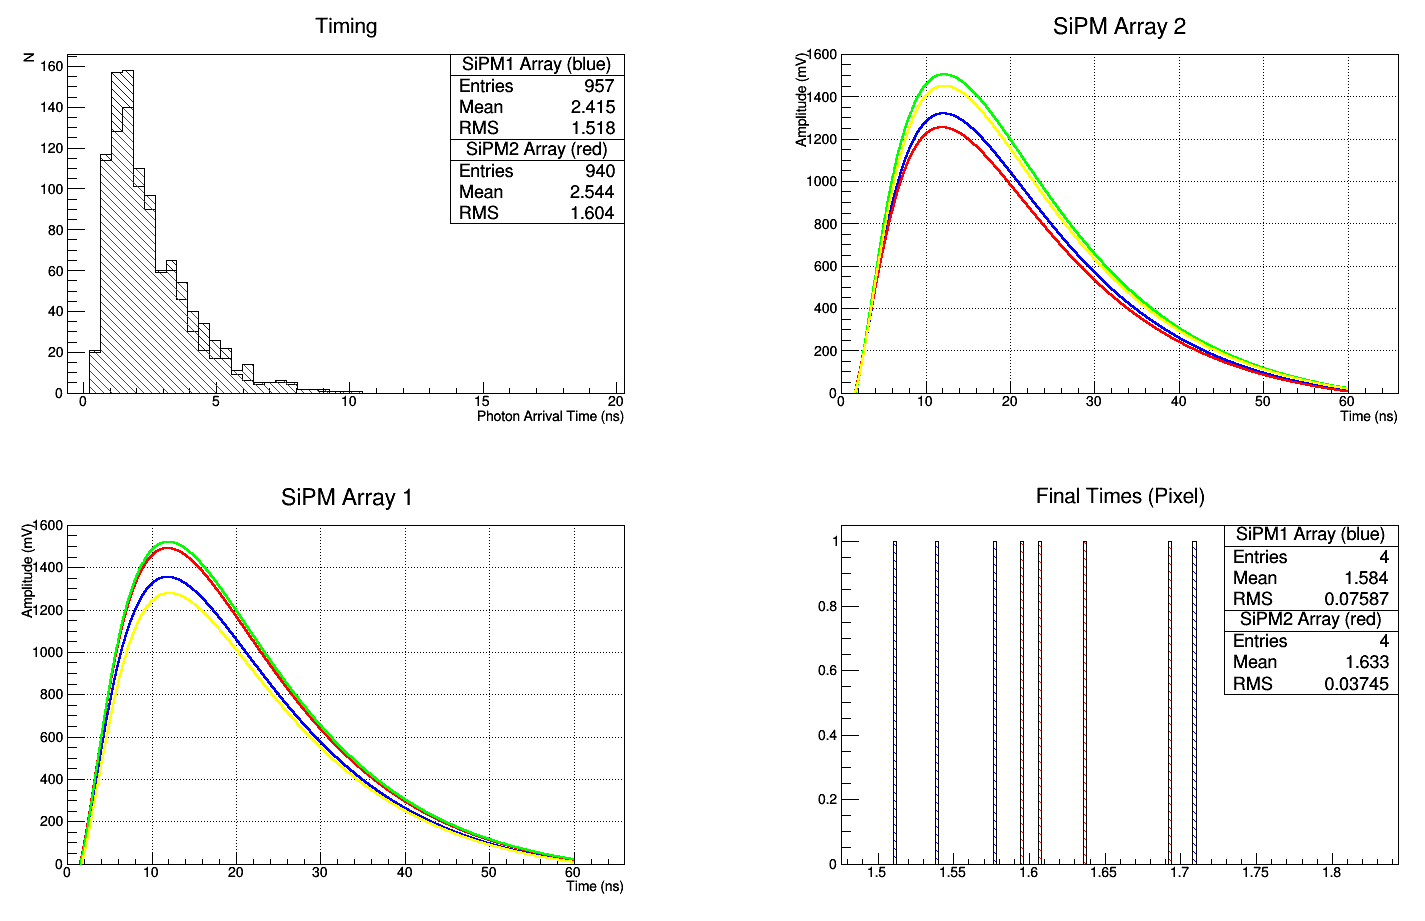 Timing
N
160
140
120
100
80
60
40
20
0
0 5 10 15 20
Photon Arrival Time (ns)
SiPM1 Array (blue)
Entries 957
Mean 2.415
RMS 1.518
SiPM2 Array (red)
Entries 940
Mean 2.544
RMS 1.604
SiPM Array 2
Amplitude (mV)
1600
1400
1200
1000
800
600
400
200
0
0 10 20 30 40 50 60
Time (ns)
SiPM Array 1
Amplitude (mV)
1600
1400
1200
1000
800
600
400
200
0
0 10 20 30 40 50 60
Time (ns)
Final Times (Pixel)
1
0.8
0.6
0.4
0.2
0
1.5 1.55 1.6 1.65 1.7 1.75 1.8
SiPM1 Array (blue)
Entries 4
Mean 1.584
RMS 0.07587
SiPM2 Array (red)
Entries 4
Mean 1.633
RMS 0.03745